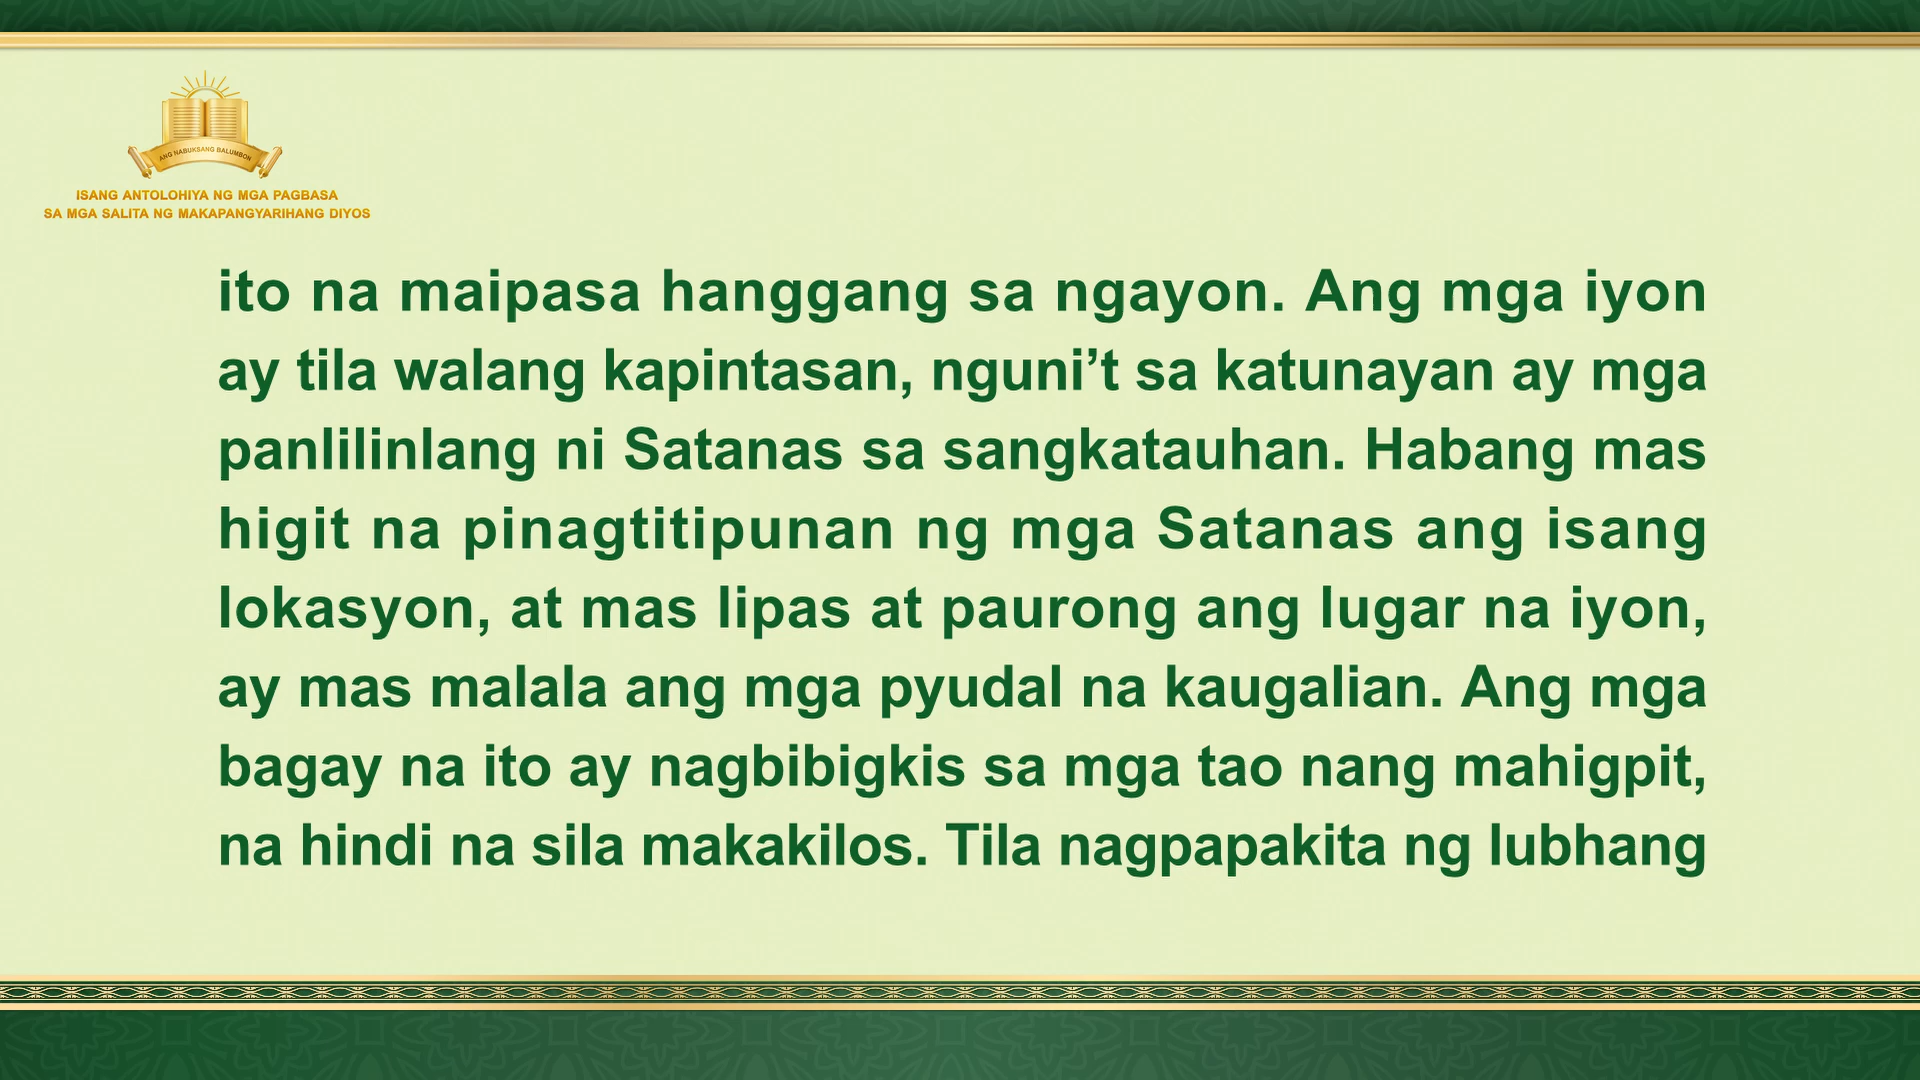 ANG NABUKSANG BALUMBON
ISANG ANTOLOHIYA NG MGA PAGBASA
SA MGA SALITA NG MAKAPANGYARIHANG DIYOS
ito na maipasa hanggang sa ngayon. Ang mga iyon
ay tila walang kapintasan, nguni’t sa katunayan ay mga
panlilinlang ni Satanas sa sangkatauhan. Habang mas
higit na pinagtitipunan ng mga Satanas ang isang
lokasyon, at mas lipas at paurong ang lugar na iyon,
ay mas malala ang mga pyudal na kaugalian. Ang mga
bagay na ito ay nagbibigkis sa mga tao nang mahigpit,
na hindi na sila makakilos. Tila nagpapakita ng lubhang